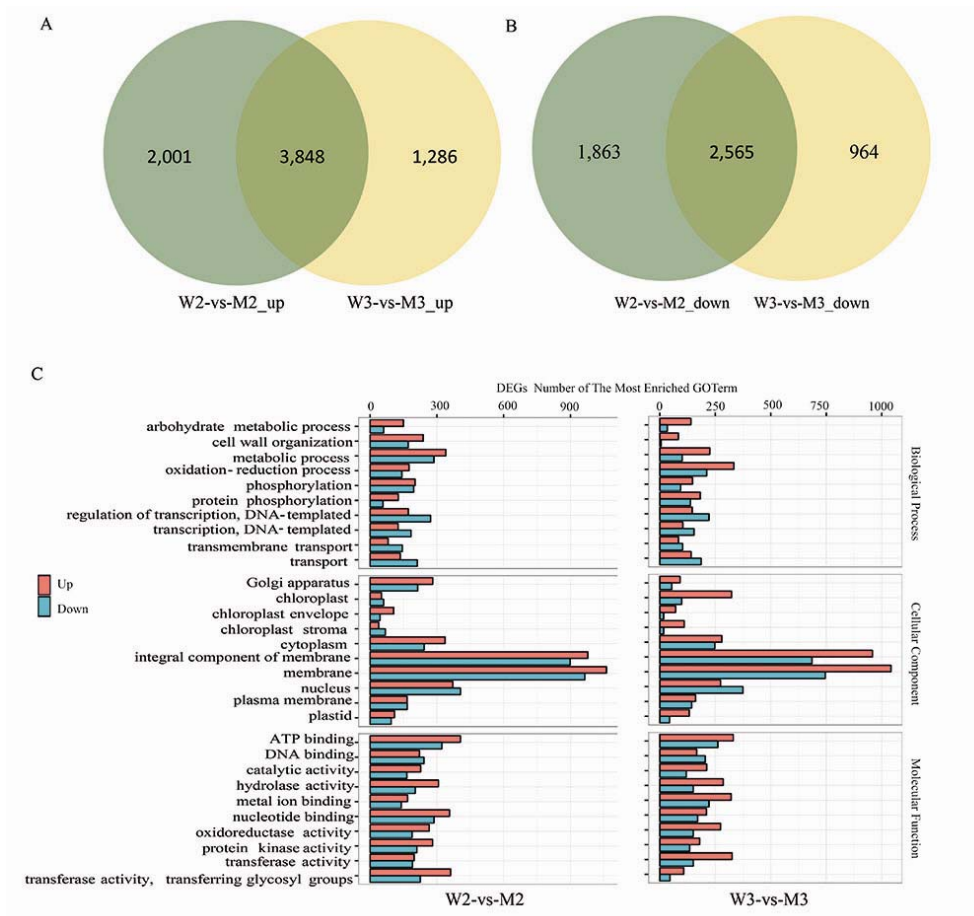 A
B
2,001
3,848
1,286
1,863
2,565
964
W2-vs-M2_up
W3-vs-M3_up
W2-vs-M2_down
W3-vs-M3_down
C
DEGs Number of The Most Enriched GOTerm
0 300 600 900
0 250 500 750 1000
arbohydrate metabolic process
cell wall organization
metabolic process
oxidation-reduction process
phosphorylation
protein phosphorylation
regulation of transcription, DNA-templated
transcription, DNA-templated
transmembrane transport
transport
Biological Process
Up
Down
Golgi apparatus
chloroplast
chloroplast envelope
chloroplast stroma
cytoplasm
integral component of membrane
membrane
nucleus
plasma membrane
plastid
Cellular Component
ATP binding
DNA binding
catalytic activity
hydrolase activity
metal ion binding
nucleotide binding
oxidoreductase activity
protein kinase activity
transferase activity
transferase activity, transferring glycosyl groups
Molecular Function
W2-vs-M2
W3-vs-M3